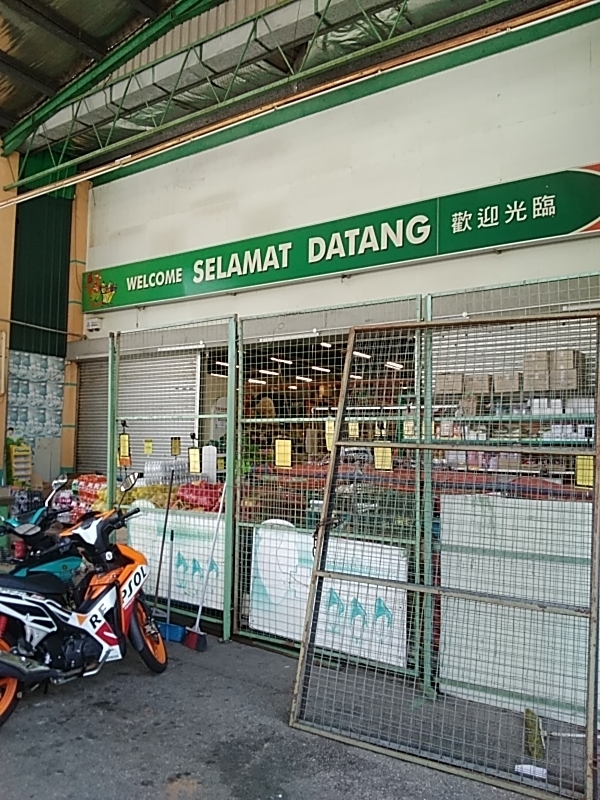 WELCOME SELAMAT DATANG 歡迎光臨
REPSOL